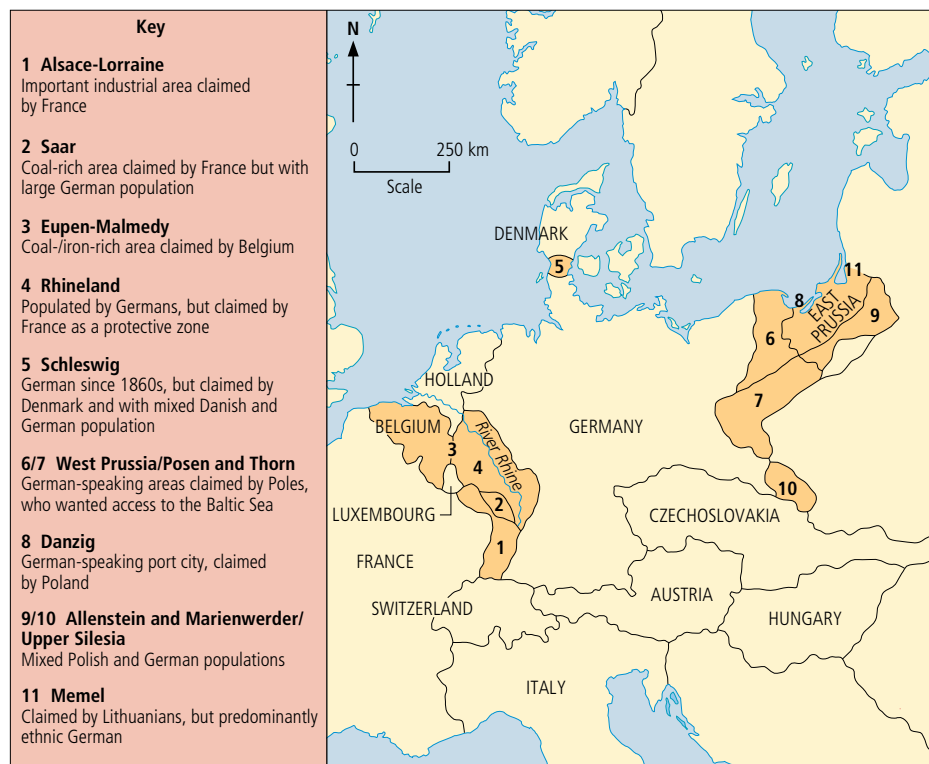 Key
1 Alsace-Lorraine
Important industrial area claimed
by France
2 Saar
Coal-rich area claimed by France but with
large German population
3 Eupen-Malmedy
Coal-/iron-rich area claimed by Belgium
4 Rhineland
Populated by Germans, but claimed by
France as a protective zone
5 Schleswig
German since 1860s, but claimed by
Denmark and with mixed Danish and
German population
6/7 West Prussia/Posen and Thorn
German-speaking areas claimed by Poles,
who wanted access to the Baltic Sea
8 Danzig
German-speaking port city, claimed
by Poland
9/10 Allenstein and Marienwerder/
Upper Silesia
Mixed Polish and German populations
11 Memel
Claimed by Lithuanians, but predominantly
ethnic German
N
0 250 km
Scale
DENMARK
5
11
8
EAST
PRUSSIA
9
6
7
HOLLAND
BELGIUM
3
4
River Rhine
GERMANY
10
2
LUXEMBOURG
CZECHOSLOVAKIA
1
FRANCE
AUSTRIA
SWITZERLAND
HUNGARY
ITALY